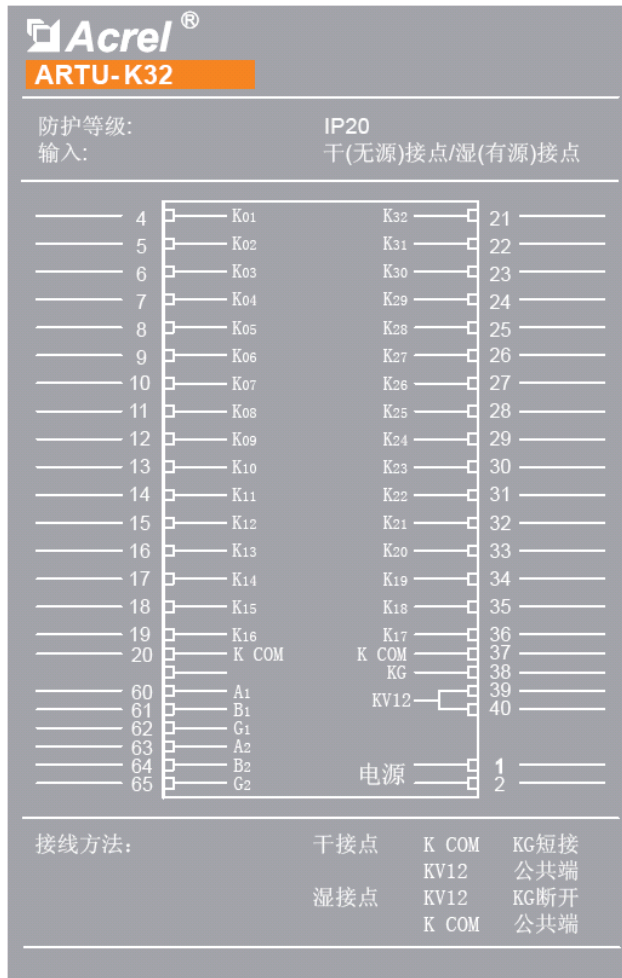 Acrel ®
ARTU-K32
防护等级: IP20
输入: 干(无源)接点/湿(有源)接点
4 K01 K32 21
5 K02 K31 22
6 K03 K30 23
7 K04 K29 24
8 K05 K28 25
9 K06 K27 26
10 K07 K26 27
11 K08 K25 28
12 K09 K24 29
13 K10 K23 30
14 K11 K22 31
15 K12 K21 32
16 K13 K20 33
17 K14 K19 34
18 K15 K18 35
19 K16 K17 36
20 K COM K COM 37
KG 38
60 A1 KV12 39
61 B1 40
62 G1
63 A2
64 B2 电源 1
65 G2 2
接线方法: 干接点 K COM KG短接
KV12 公共端
湿接点 KV12 KG断开
K COM 公共端